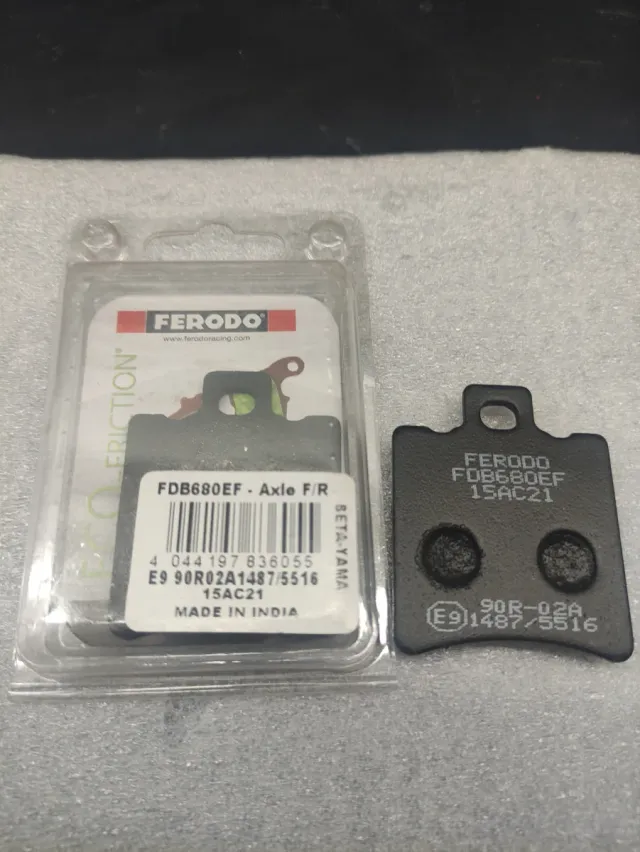 FERODO®
www.ferodoracing.com
FRICTION®
FDB680EF - Axle F/R
BETA-YAMA
4 044197 836055
E9 90R02A1487/5516
15AC21
MADE IN INDIA
FERODO
FDB680EF
15AC21
90R-02A
E9 1487/5516